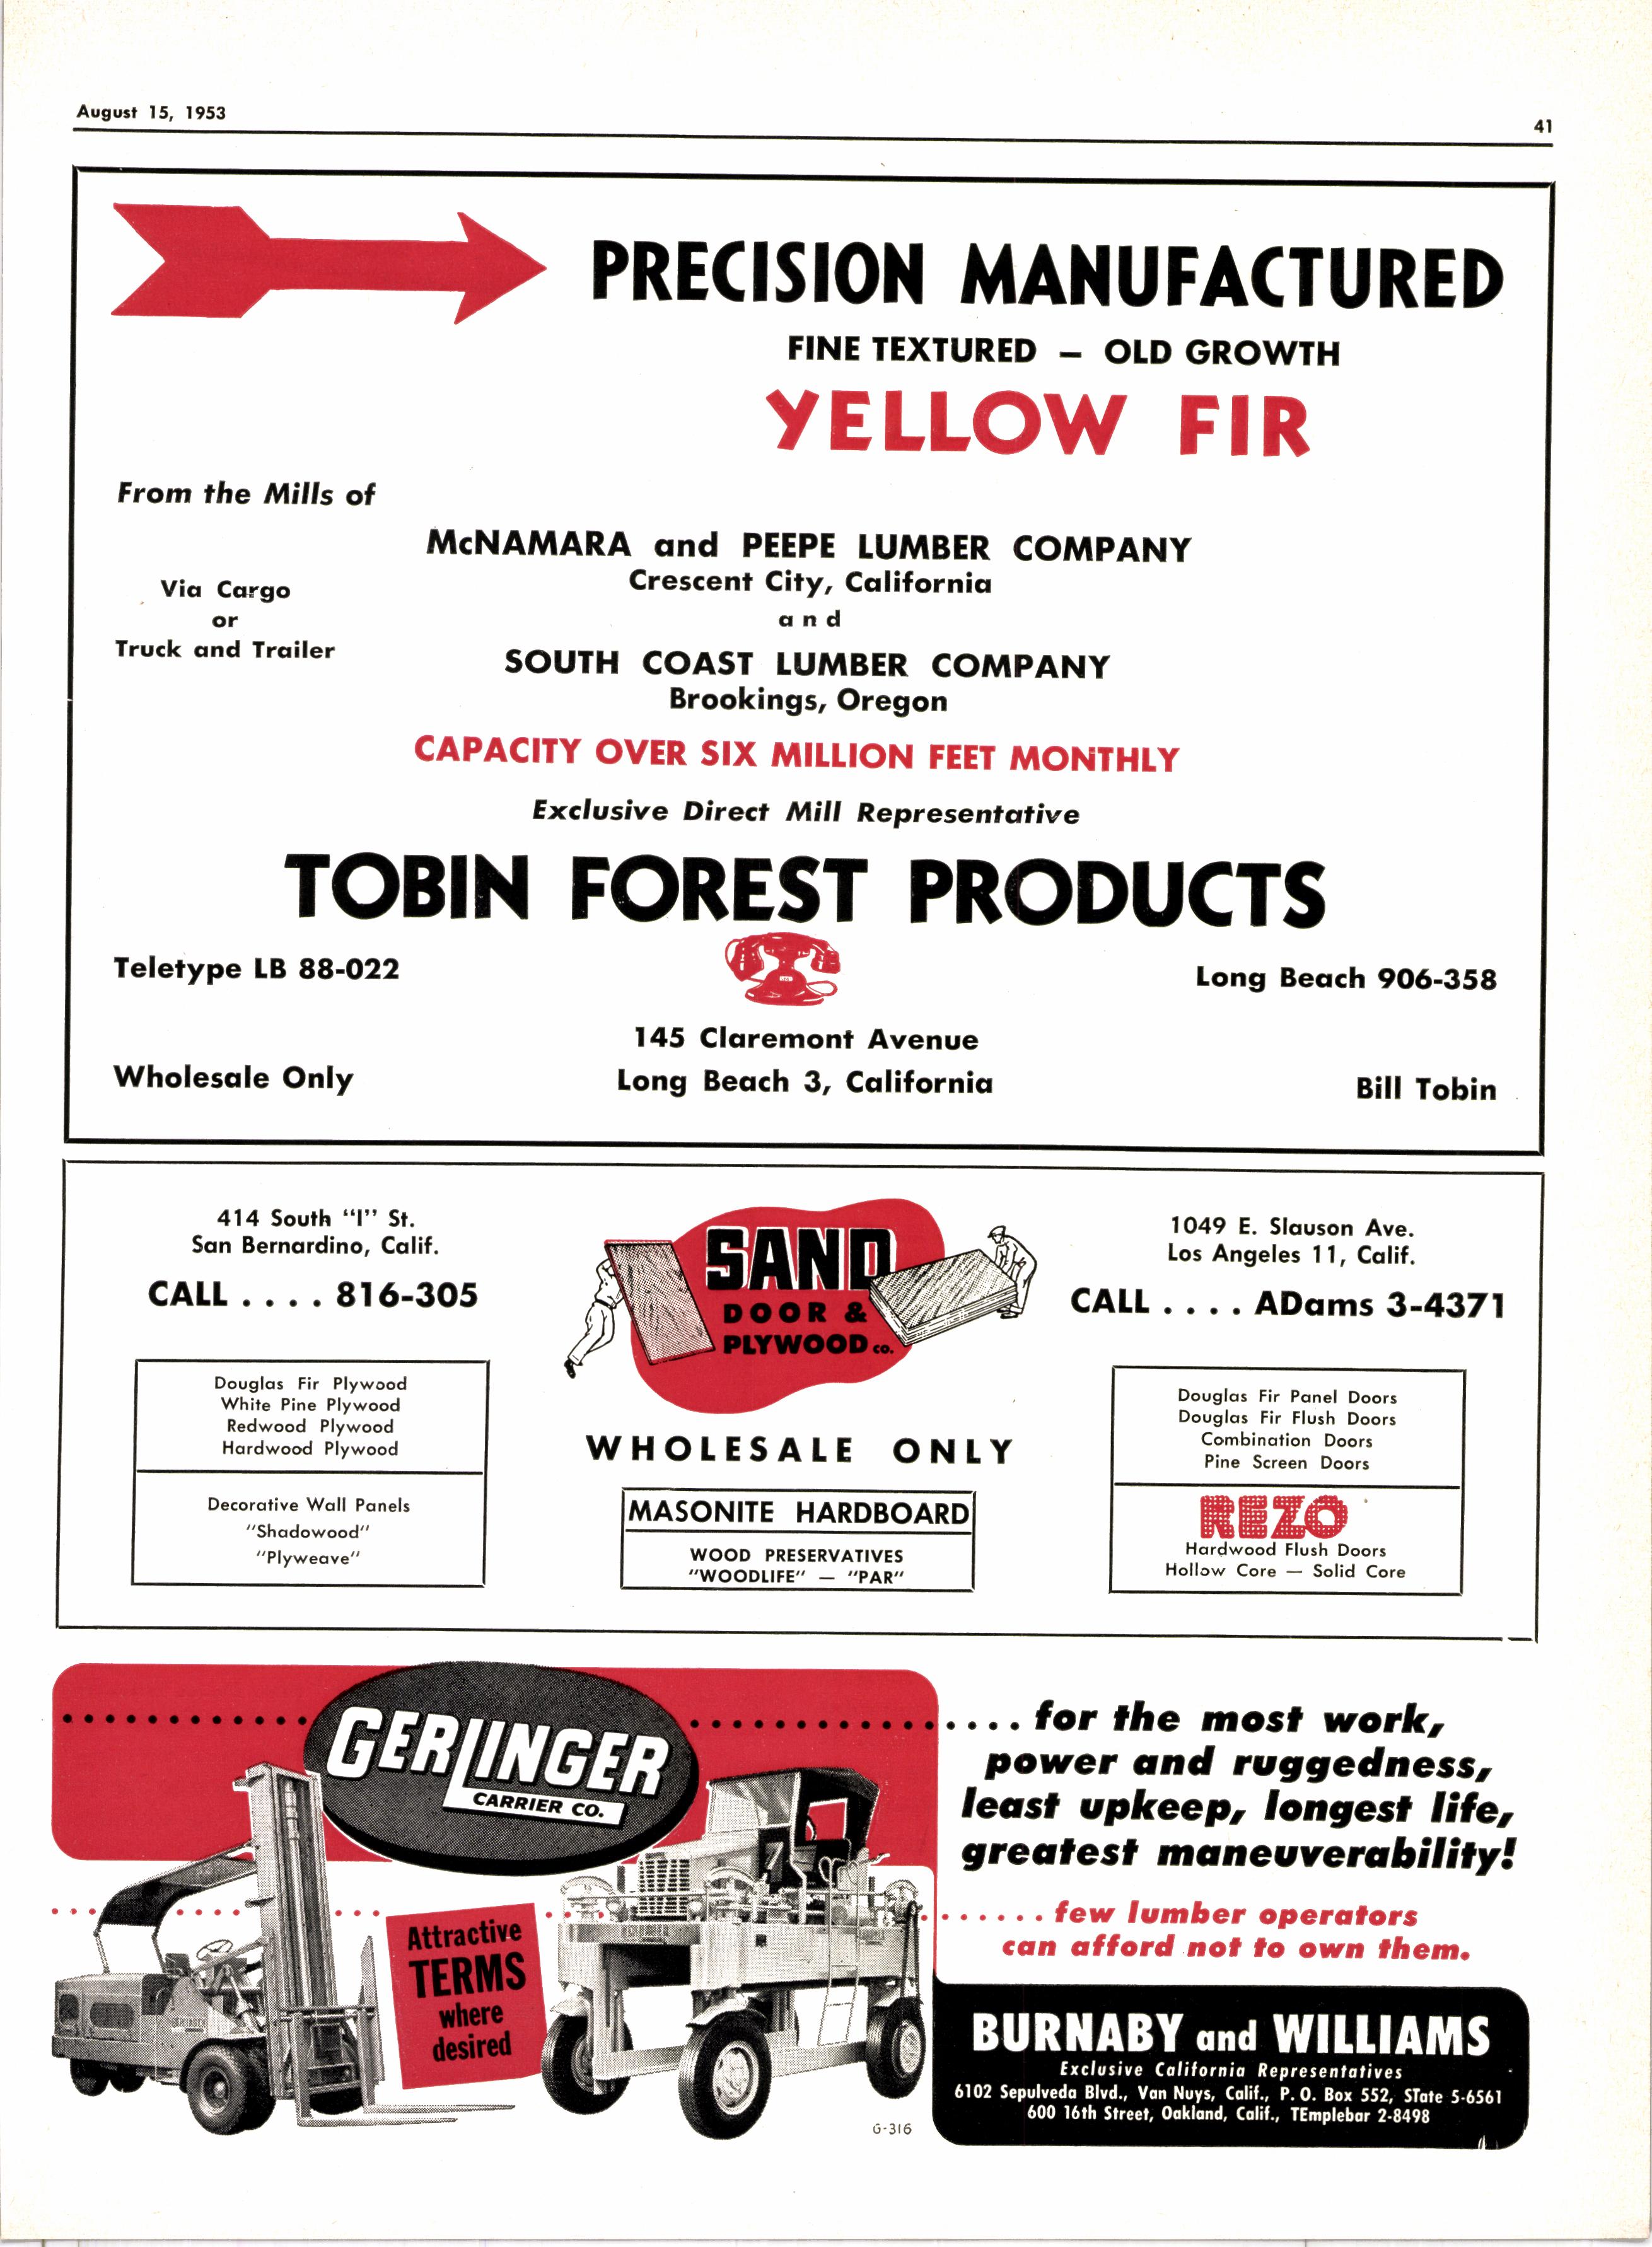 August 15, 1953
41
PRECISION MANUFACTURED
FINE TEXTURED — OLD GROWTH
YELLOW FIR
From the Mills of
McNAMARA and PEEPE LUMBER COMPANY
Crescent City, California
Via Cargo
or
Truck and Trailer
and
SOUTH COAST LUMBER COMPANY
Brookings, Oregon
CAPACITY OVER SIX MILLION FEET MONTHLY
Exclusive Direct Mill Representative
TOBIN FOREST PRODUCTS
Teletype LB 88-022
Long Beach 906-358
145 Claremont Avenue
Long Beach 3, California
Wholesale Only
Bill Tobin
414 South "I" St.
San Bernardino, Calif.
CALL .... 816-305
SAND
DOOR &
PLYWOOD CO.
1049 E. Slauson Ave.
Los Angeles 11, Calif.
CALL .... ADams 3-4371
Douglas Fir Plywood
White Pine Plywood
Redwood Plywood
Hardwood Plywood
Decorative Wall Panels
"Shadowood"
"Plyweave"
WHOLESALE ONLY
MASONITE HARDBOARD
WOOD PRESERVATIVES
"WOODLIFE" — "PAR"
Douglas Fir Panel Doors
Douglas Fir Flush Doors
Combination Doors
Pine Screen Doors
REZO
Hardwood Flush Doors
Hollow Core — Solid Core
GERLINGER
CARRIER CO.
.... for the most work,
power and ruggedness,
least upkeep, longest life,
greatest maneuverability!
...... few lumber operators
can afford not to own them.
Attractive
TERMS
where
desired
GERLINGER
G-316
BURNABY and WILLIAMS
Exclusive California Representatives
6102 Sepulveda Blvd., Van Nuys, Calif., P. O. Box 552, STate 5-6561
600 16th Street, Oakland, Calif., TEmplebar 2-8498